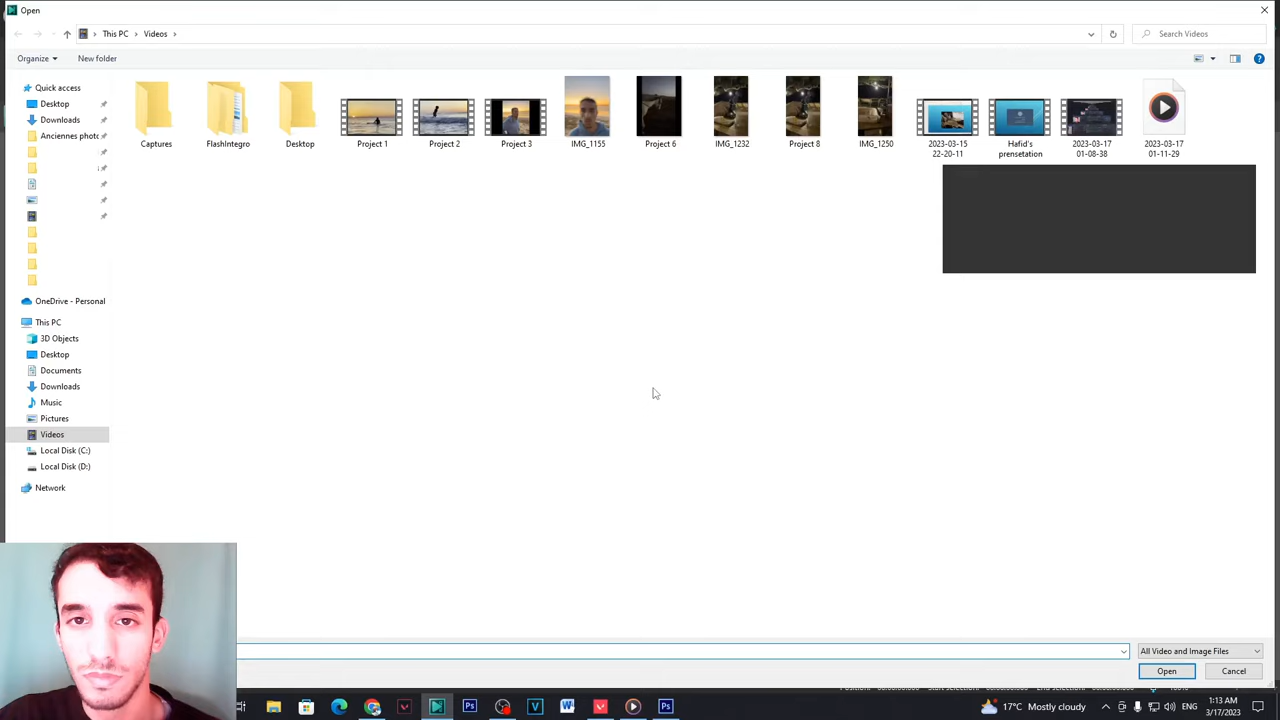 Open
This PC
Videos
Search Videos
Organize
New folder
Quick access
Desktop
Downloads
Anciennes photo
OneDrive - Personal
This PC
3D Objects
Desktop
Documents
Downloads
Music
Pictures
Videos
Local Disk (C:)
Local Disk (D:)
Network
Captures
FlashIntegro
Desktop
Project 1
Project 2
Project 3
IMG_1155
Project 6
IMG_1232
Project 8
IMG_1250
2023-03-15
22-20-11
Hafid's
prensetation
2023-03-17
01-08-38
2023-03-17
01-11-29
All Video and Image Files
Open
Cancel
17°C Mostly cloudy
ENG
1:13 AM
3/17/2023